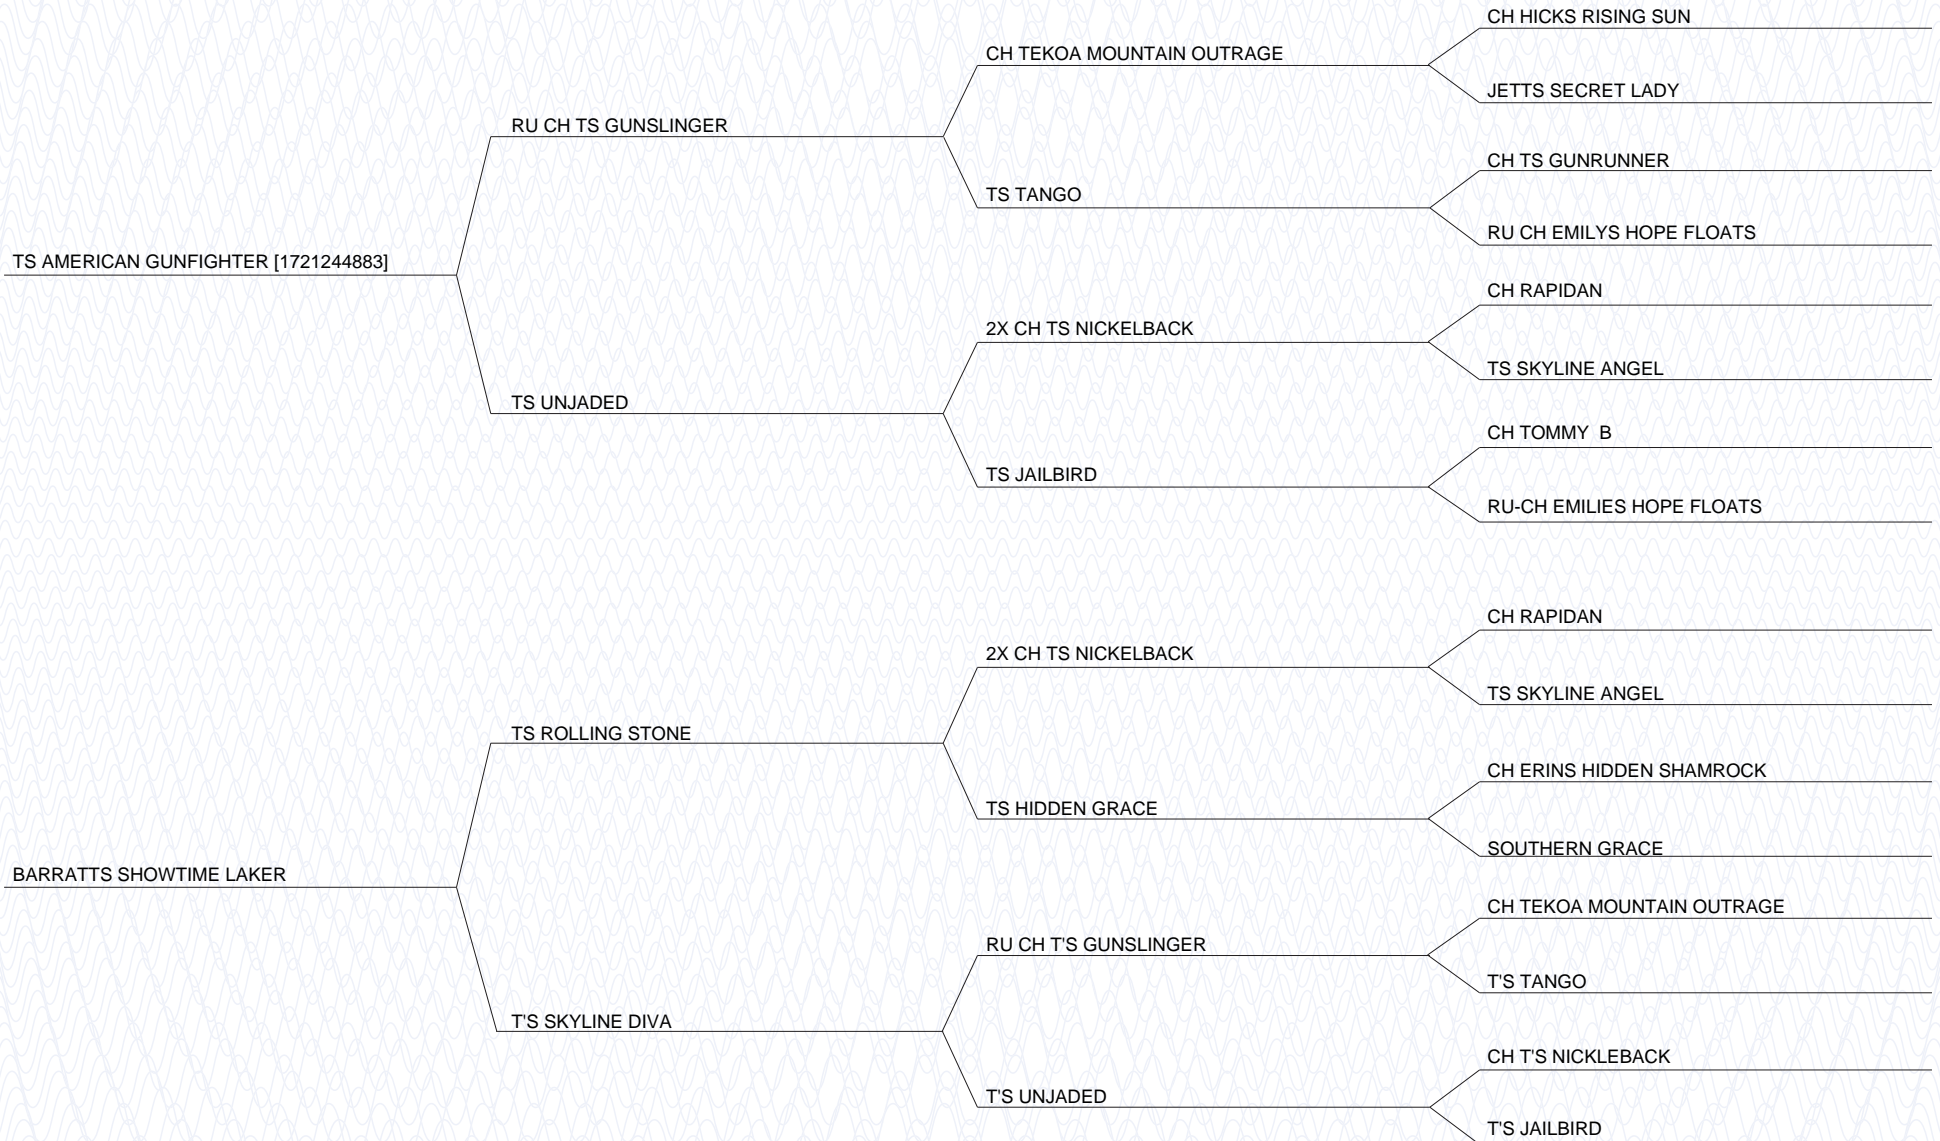 CH HICKS RISING SUN
CH TEKOA MOUNTAIN OUTRAGE
JETTS SECRET LADY
RU CH TS GUNSLINGER
CH TS GUNRUNNER
TS TANGO
RU CH EMILYS HOPE FLOATS
TS AMERICAN GUNFIGHTER [1721244883]
CH RAPIDAN
2X CH TS NICKELBACK
TS SKYLINE ANGEL
TS UNJADED
CH TOMMY  B
TS JAILBIRD
RU-CH EMILIES HOPE FLOATS
CH RAPIDAN
2X CH TS NICKELBACK
TS SKYLINE ANGEL
TS ROLLING STONE
CH ERINS HIDDEN SHAMROCK
TS HIDDEN GRACE
SOUTHERN GRACE
BARRATTS SHOWTIME LAKER
CH TEKOA MOUNTAIN OUTRAGE
RU CH T'S GUNSLINGER
T'S TANGO
T'S SKYLINE DIVA
CH T'S NICKLEBACK
T'S UNJADED
T'S JAILBIRD